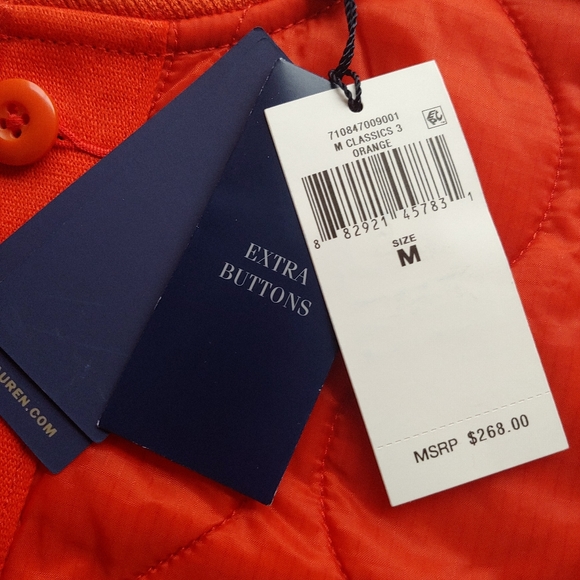 710847009001
M CLASSICS 3
ORANGE
8 82921 45783 1
SIZE
M
MSRP $268.00
EXTRA
BUTTONS
UREN.COM